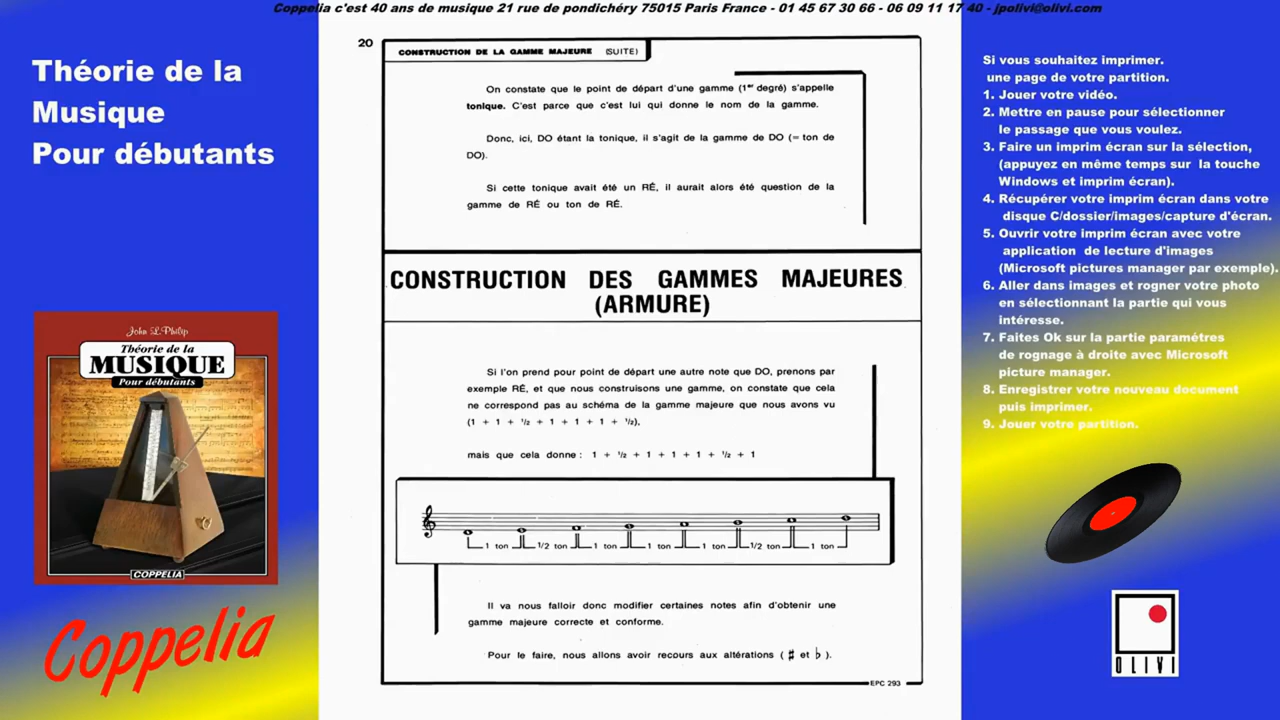 Coppelia c'est 40 ans de musique 21 rue de pondichéry 75015 Paris France - 01 45 67 30 66 - 06 09 11 17 40 - jpolivi@olivi.com
Théorie de la
Musique
Pour débutants
John L. Philip
Théorie de la
MUSIQUE
Pour débutants
COPPELIA
Coppelia
20
CONSTRUCTION DE LA GAMME MAJEURE (SUITE)
On constate que le point de départ d'une gamme (1er degré) s'appelle
tonique. C'est parce que c'est lui qui donne le nom de la gamme.
Donc, ici, DO étant la tonique, il s'agit de la gamme de DO (= ton de
DO).
Si cette tonique avait été un RÉ, il aurait alors été question de la
gamme de RÉ ou ton de RÉ.
CONSTRUCTION DES GAMMES MAJEURES
(ARMURE)
Si l'on prend pour point de départ une autre note que DO, prenons par
exemple RÉ, et que nous construisons une gamme, on constate que cela
ne correspond pas au schéma de la gamme majeure que nous avons vu
(1 + 1 + 1/2 + 1 + 1 + 1 + 1/2),
mais que cela donne : 1 + 1/2 + 1 + 1 + 1 + 1/2 + 1
1 ton 1/2 ton 1 ton 1 ton 1 ton 1/2 ton 1 ton
Il va nous falloir donc modifier certaines notes afin d'obtenir une
gamme majeure correcte et conforme.
Pour le faire, nous allons avoir recours aux altérations ( ♯ et ♭ ).
EPC 293
Si vous souhaitez imprimer.
une page de votre partition.
1. Jouer votre vidéo.
2. Mettre en pause pour sélectionner
le passage que vous voulez.
3. Faire un imprim écran sur la sélection,
(appuyez en même temps sur la touche
Windows et imprim écran).
4. Récupérer votre imprim écran dans votre
disque C/dossier/images/capture d'écran.
5. Ouvrir votre imprim écran avec votre
application de lecture d'images
(Microsoft pictures manager par exemple).
6. Aller dans images et rogner votre photo
en sélectionnant la partie qui vous
intéresse.
7. Faites Ok sur la partie paramétres
de rognage à droite avec Microsoft
picture manager.
8. Enregistrer votre nouveau document
puis imprimer.
9. Jouer votre partition.
OLIVI